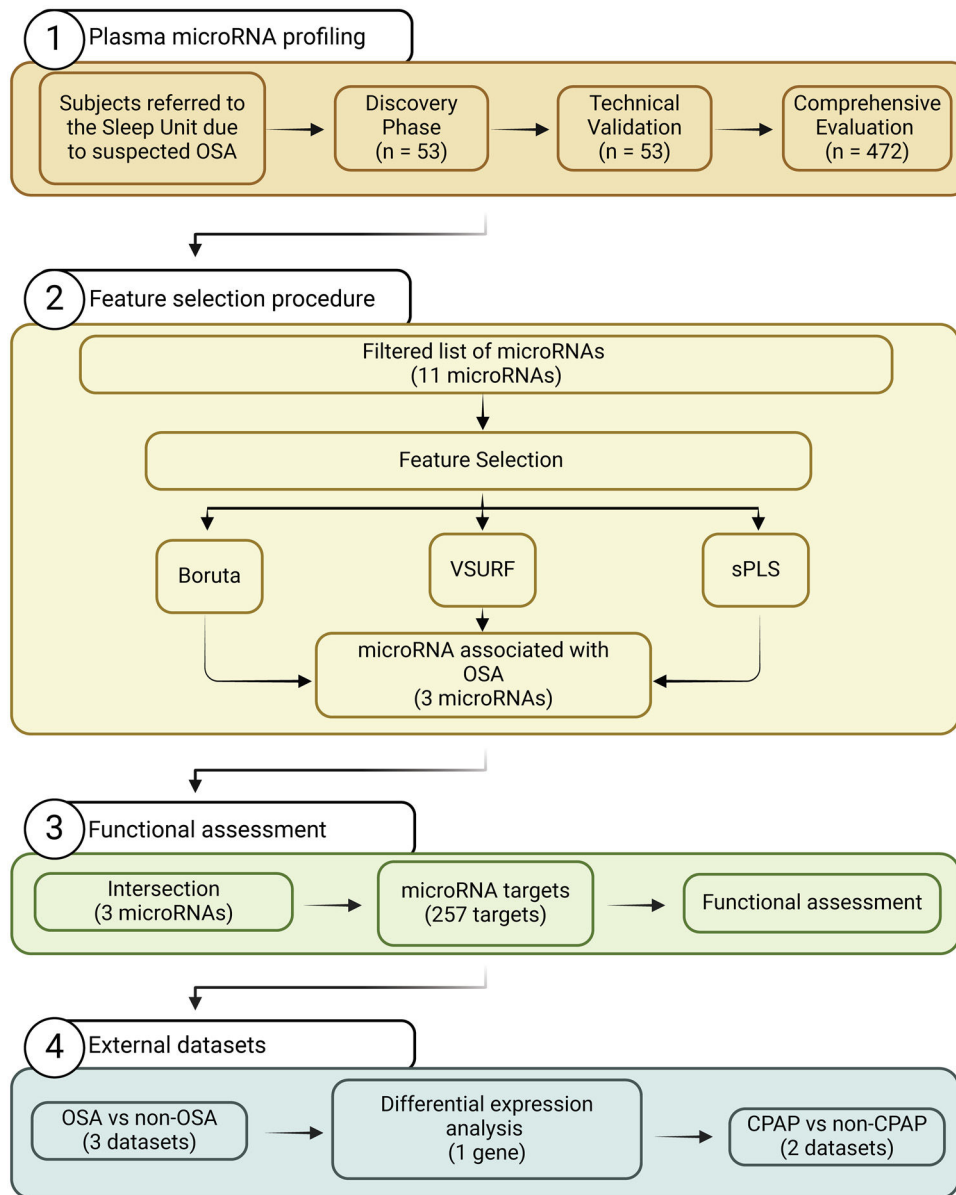 1
Plasma microRNA profiling
Subjects referred to
the Sleep Unit due
to suspected OSA
Discovery
Phase
(n = 53)
Technical
Validation
(n = 53)
Comprehensive
Evaluation
(n = 472)
2
Feature selection procedure
Filtered list of microRNAs
(11 microRNAs)
Feature Selection
Boruta
VSURF
sPLS
microRNA associated with
OSA
(3 microRNAs)
3
Functional assessment
Intersection
(3 microRNAs)
microRNA targets
(257 targets)
Functional assessment
4
External datasets
OSA vs non-OSA
(3 datasets)
Differential expression
analysis
(1 gene)
CPAP vs non-CPAP
(2 datasets)